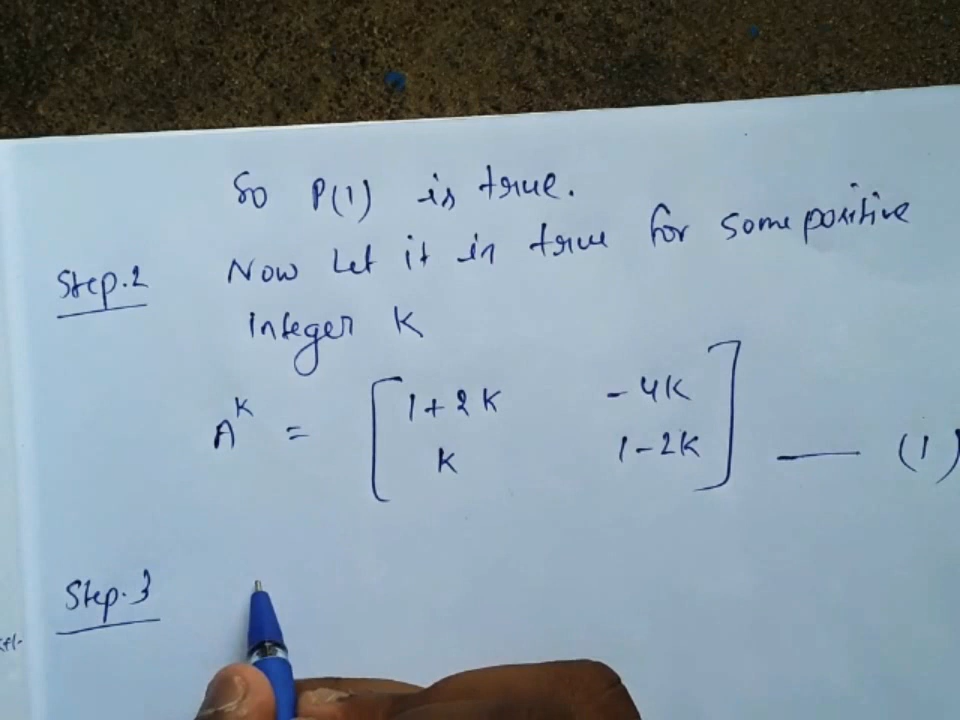 So P(1) is true.
Step.2 Now Let it is true for some positive
integer K
A^K = [ 1+2K -4K
K 1-2K ] — (1)
Step.3